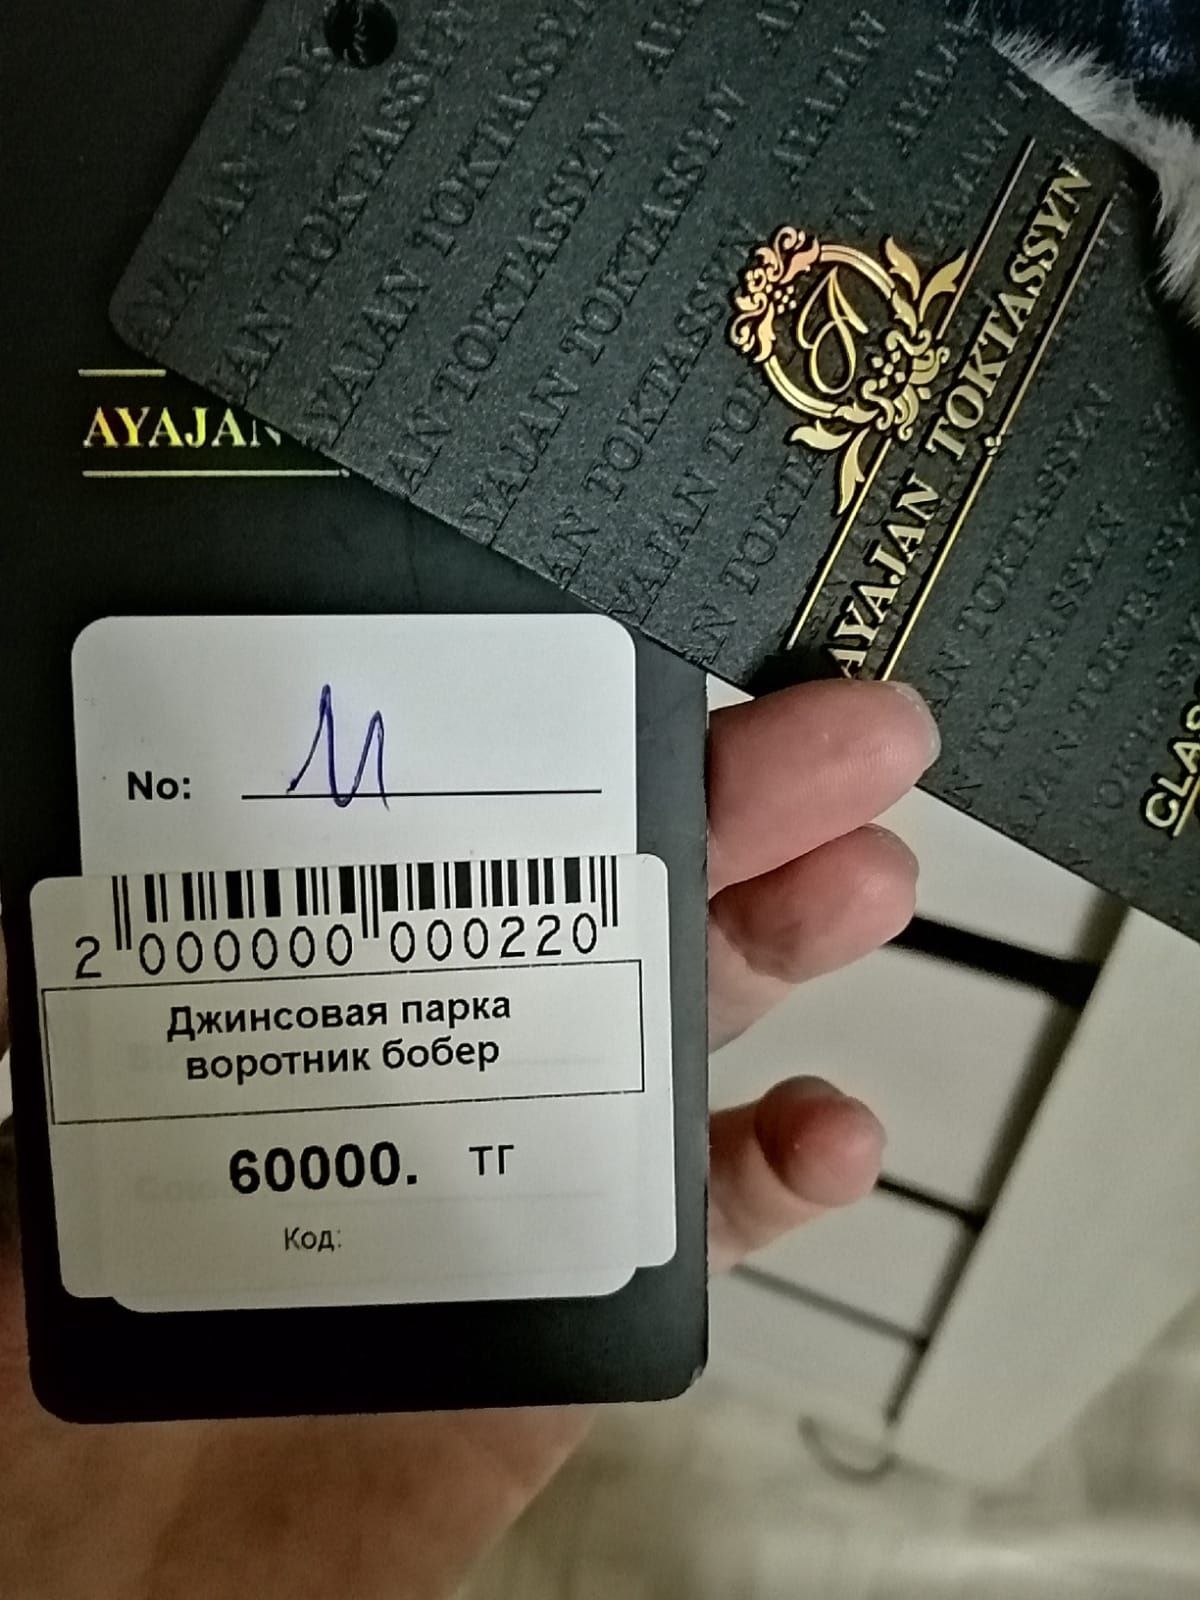 AYAJAN TOKTASSYN
AYAJAN
No: M
2 000000 000220
Джинсовая парка
воротник бобер
60000. тг
Код: